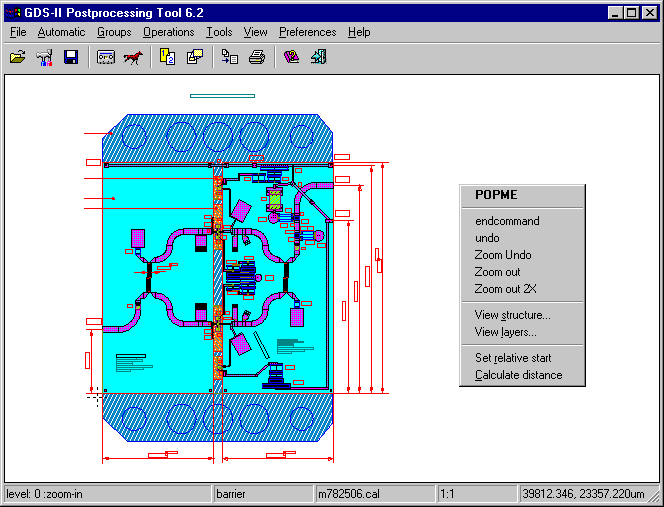 GDS-II Postprocessing Tool 6.2
File Automatic Groups Operations Tools View Preferences Help
POPME
endcommand
undo
Zoom Undo
Zoom out
Zoom out 2X
View structure...
View layers...
Set relative start
Calculate distance
level: 0 :zoom-in barrier m782506.cal 1:1 39812.346, 23357.220um